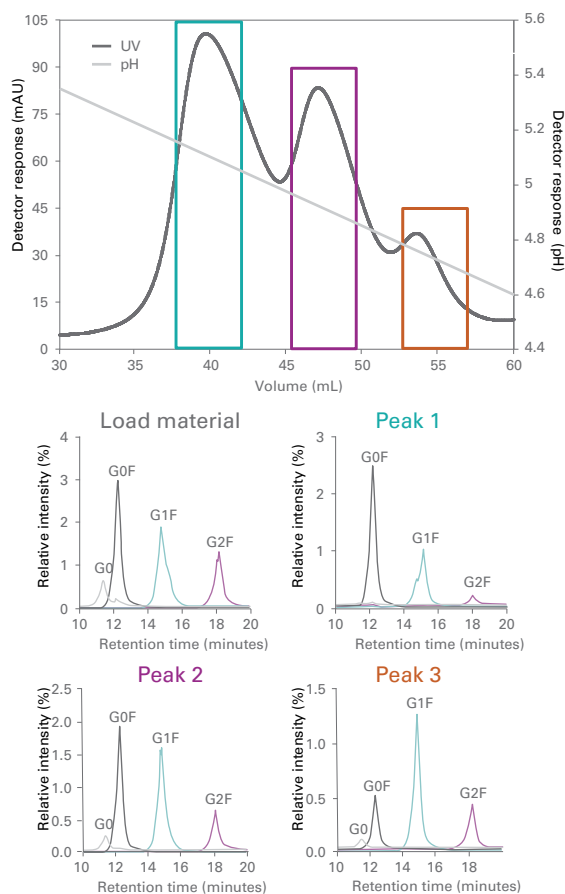 Detector response (mAU)
105
90
75
60
45
30
15
0
UV
pH
5.6
5.4
5.2
5
4.8
4.6
4.4
Detector response (pH)
30 35 40 45 50 55 60
Volume (mL)
Load material
Relative intensity (%)
4
3
2
1
0
G0
G0F
G1F
G2F
10 12 14 16 18 20
Retention time (minutes)
Peak 1
Relative intensity (%)
3
2
1
0
G0F
G1F
G2F
10 12 14 16 18 20
Retention time (minutes)
Peak 2
Relative intensity (%)
2.5
2.0
1.5
1.0
0.5
0.0
G0
G0F
G1F
G2F
10 12 14 16 18 20
Retention time (minutes)
Peak 3
Relative intensity (%)
1.5
1.0
0.5
0.0
G0
G0F
G1F
G2F
10 12 14 16 18
Retention time (minutes)